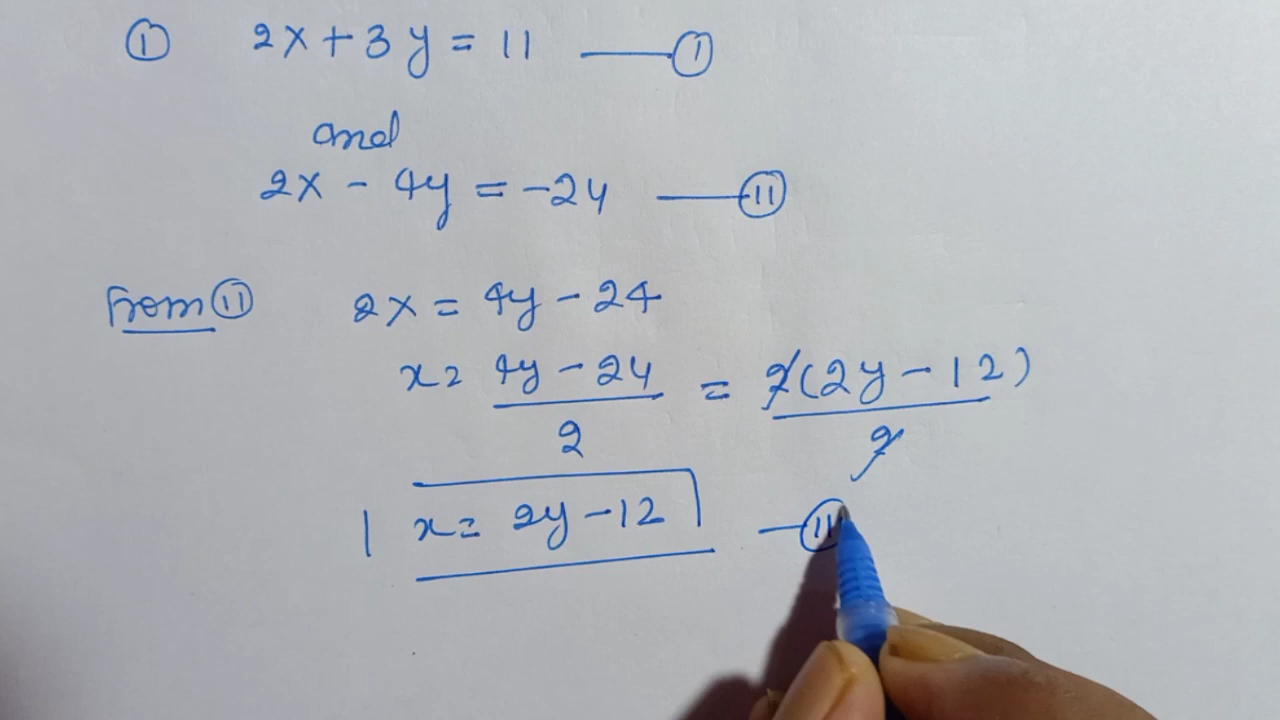 ① 2x + 3y = 11 —— ①
and
2x - 4y = -24 —— ⑪
From ⑪ 2x = 4y - 24
x = (4y - 24)/2 = 2(2y - 12)/2
| x = 2y - 12 —